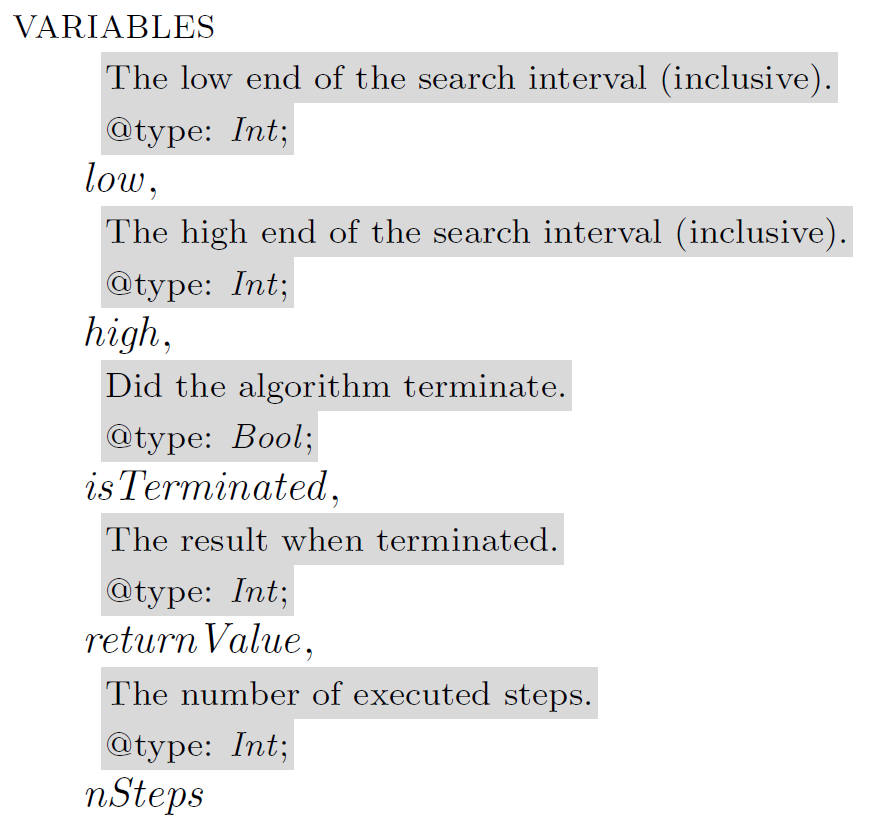 VARIABLES
The low end of the search interval (inclusive).
@type: Int;
low,
The high end of the search interval (inclusive).
@type: Int;
high,
Did the algorithm terminate.
@type: Bool;
isTerminated,
The result when terminated.
@type: Int;
returnValue,
The number of executed steps.
@type: Int;
nSteps